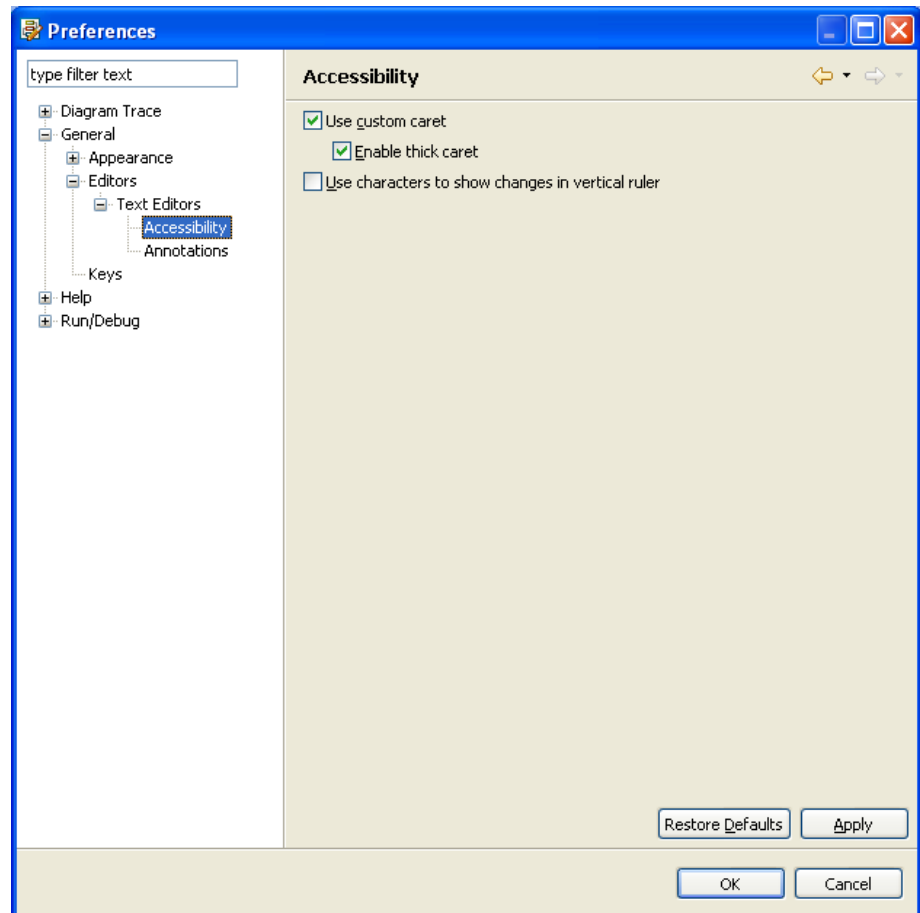 Preferences
type filter text
Diagram Trace
General
Appearance
Editors
Text Editors
Accessibility
Annotations
Keys
Help
Run/Debug
Accessibility
Use custom caret
Enable thick caret
Use characters to show changes in vertical ruler
Restore Defaults
Apply
OK
Cancel